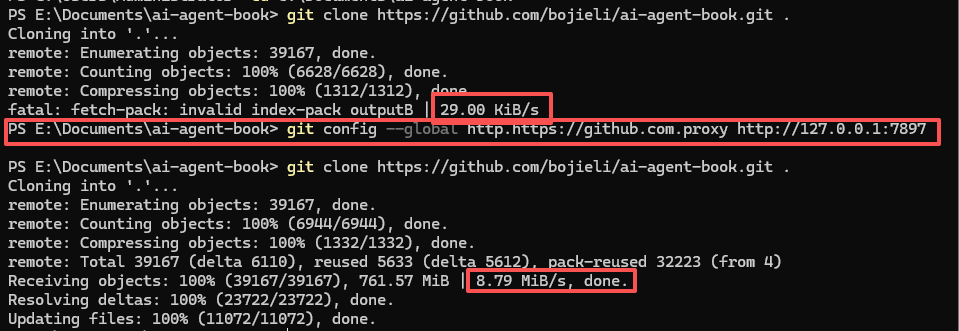 PS E:\Documents\ai-agent-book> git clone https://github.com/bojieli/ai-agent-book.git .
Cloning into '.'...
remote: Enumerating objects: 39167, done.
remote: Counting objects: 100% (6628/6628), done.
remote: Compressing objects: 100% (1312/1312), done.
fatal: fetch-pack: invalid index-pack outputB | 29.00 KiB/s
PS E:\Documents\ai-agent-book> git config --global http.https://github.com.proxy http://127.0.0.1:7897
PS E:\Documents\ai-agent-book> git clone https://github.com/bojieli/ai-agent-book.git .
Cloning into '.'...
remote: Enumerating objects: 39167, done.
remote: Counting objects: 100% (6944/6944), done.
remote: Compressing objects: 100% (1332/1332), done.
remote: Total 39167 (delta 6110), reused 5633 (delta 5612), pack-reused 32223 (from 4)
Receiving objects: 100% (39167/39167), 761.57 MiB | 8.79 MiB/s, done.
Resolving deltas: 100% (23722/23722), done.
Updating files: 100% (11072/11072), done.